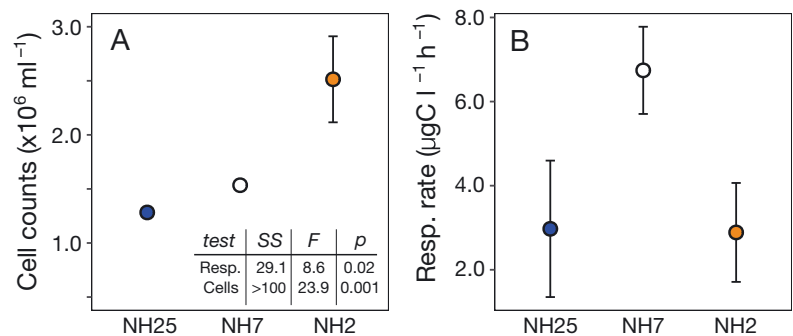 A
Cell counts (x10⁶ ml⁻¹)
3.0
2.0
1.0
test SS F p
Resp. 29.1 8.6 0.02
Cells >100 23.9 0.001
NH25 NH7 NH2
B
Resp. rate (µgC l⁻¹ h⁻¹)
8.0
6.0
4.0
2.0
NH25 NH7 NH2